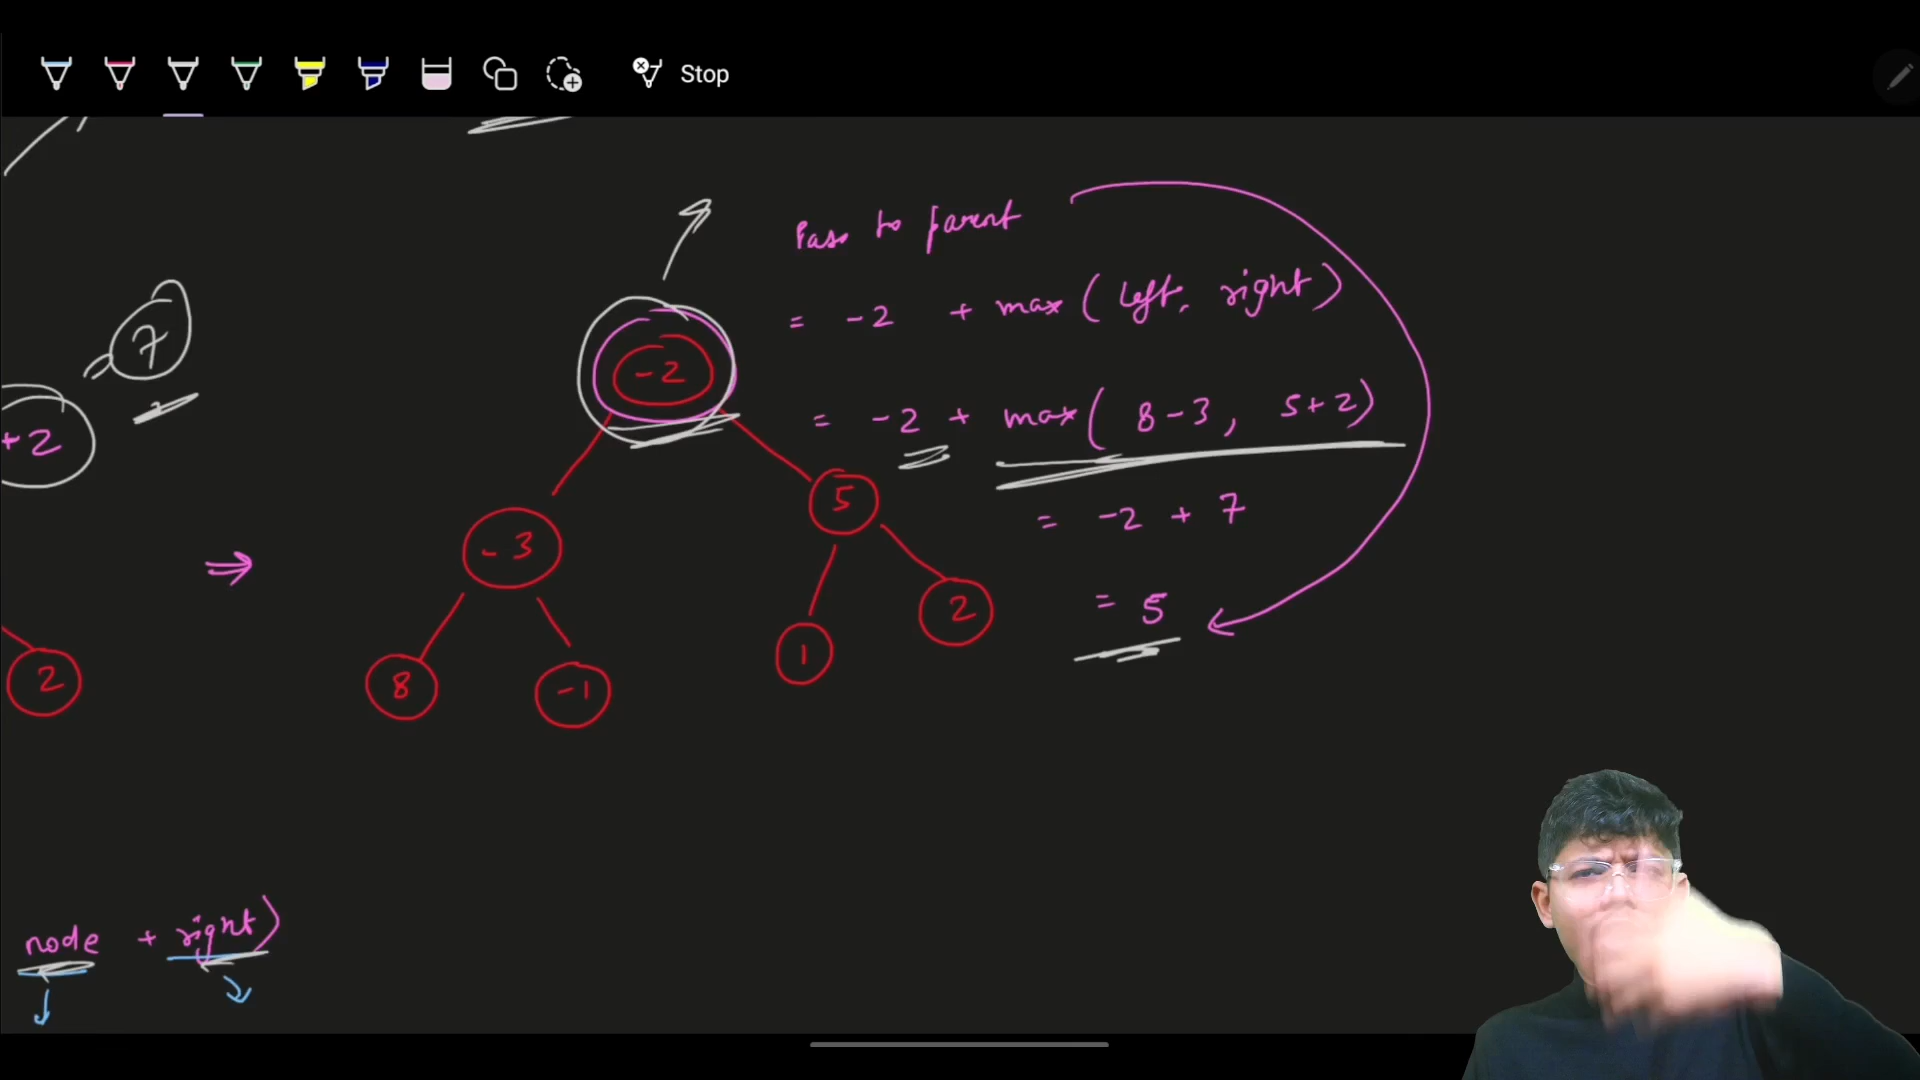 Stop
Pass to parent
= -2 + max ( left, right )
7
-2
= -2 + max ( 8-3, 5+2 )
+2
5
= -2 + 7
-3
= 5
2
1
2
8
-1
node + right )